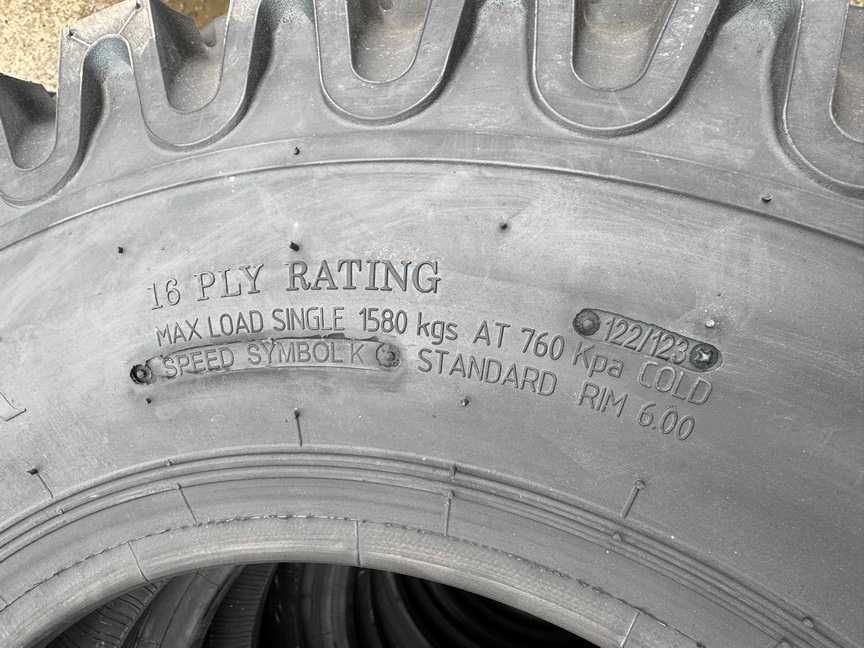 16 PLY RATING
MAX LOAD SINGLE 1580 kgs AT 760 Kpa COLD
SPEED SYMBOL K
122/123
STANDARD RIM 6.00